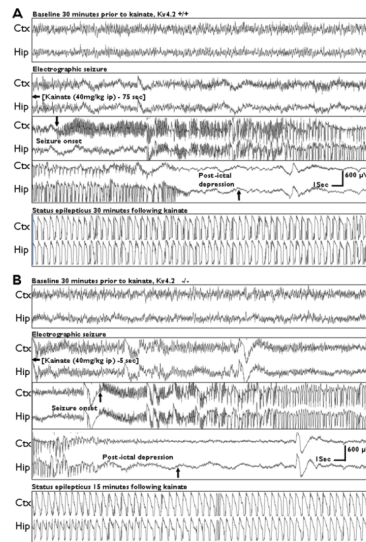 A
Baseline 30 minutes prior to kainate, Kv4.2 +/+
Ctx
Hip
Electrographic seizure
Ctx
[Kainate (40mg/kg ip) - 75 sec]
Hip
Ctx
Seizure onset
Hip
Ctx
Post-ictal
depression
600 µV
1Sec
Hip
Status epilepticus 30 minutes following kainate
Ctx
Hip
B
Baseline 30 minutes prior to kainate, Kv4.2 -/-
Ctx
Hip
Electrographic seizure
Ctx
[Kainate (40mg/kg ip) -5 sec]
Hip
Ctx
Seizure onset
Hip
Ctx
600 µV
1Sec
Hip
Post-ictal depression
Status epilepticus 15 minutes following kainate
Ctx
Hip